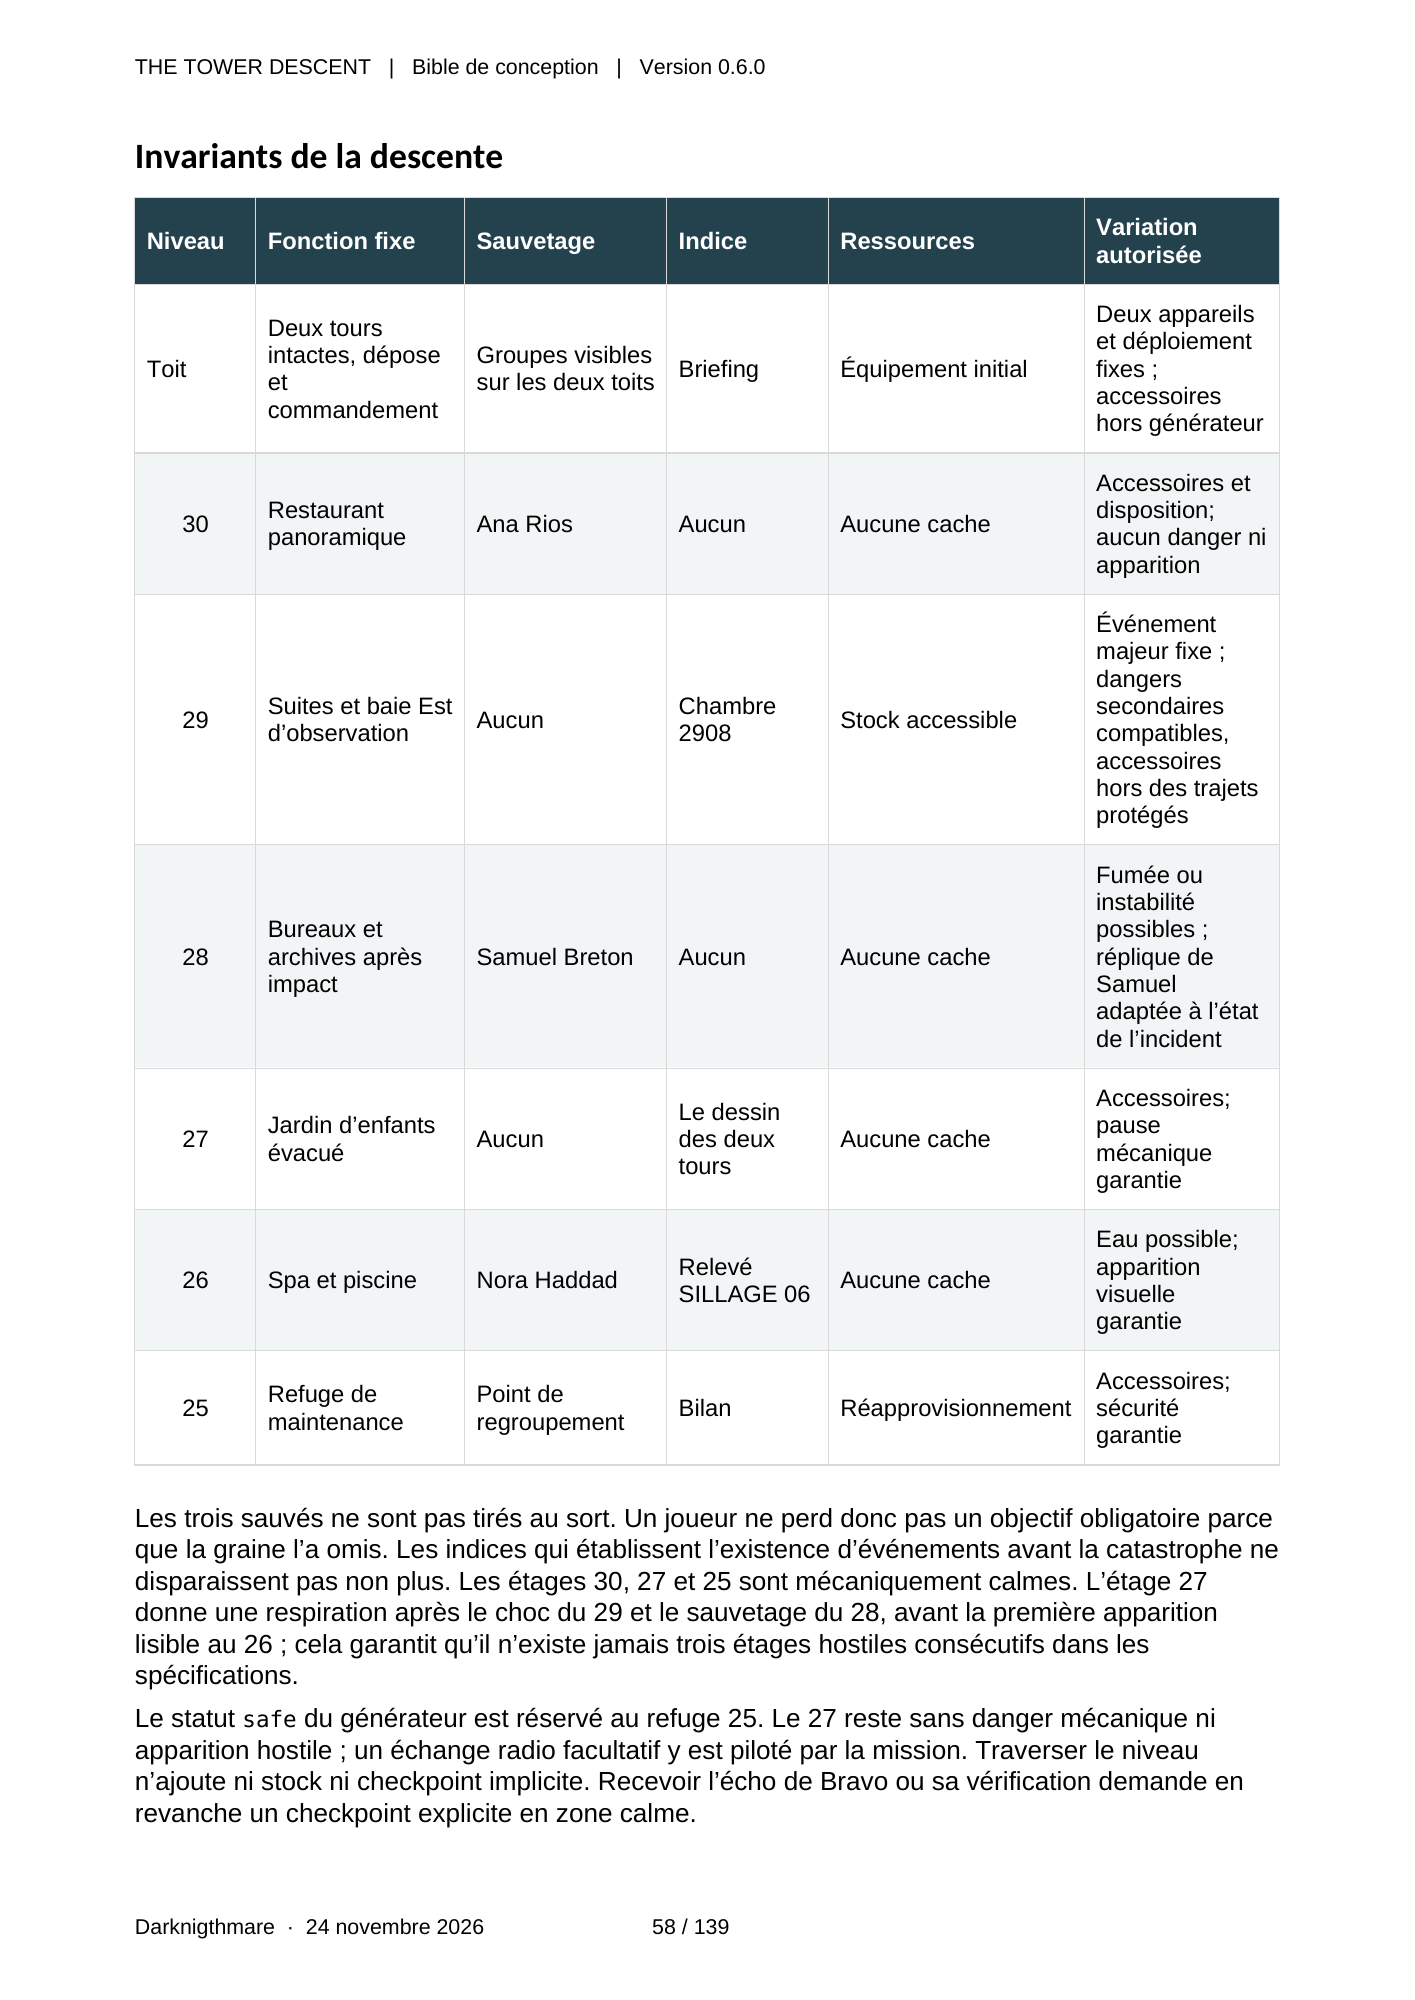 THE TOWER DESCENT | Bible de conception | Version 0.6.0
Invariants de la descente
Niveau
Fonction fixe
Sauvetage
Indice
Ressources
Variation
autorisée
Toit
Deux tours
intactes, dépose
et
commandement
Groupes visibles
sur les deux toits
Briefing
Équipement initial
Deux appareils
et déploiement
fixes ;
accessoires
hors générateur
30
Restaurant
panoramique
Ana Rios
Aucun
Aucune cache
Accessoires et
disposition;
aucun danger ni
apparition
29
Suites et baie Est
d’observation
Aucun
Chambre
2908
Stock accessible
Événement
majeur fixe ;
dangers
secondaires
compatibles,
accessoires
hors des trajets
protégés
28
Bureaux et
archives après
impact
Samuel Breton
Aucun
Aucune cache
Fumée ou
instabilité
possibles ;
réplique de
Samuel
adaptée à l’état
de l’incident
27
Jardin d’enfants
évacué
Aucun
Le dessin
des deux
tours
Aucune cache
Accessoires;
pause
mécanique
garantie
26
Spa et piscine
Nora Haddad
Relevé
SILLAGE 06
Aucune cache
Eau possible;
apparition
visuelle
garantie
25
Refuge de
maintenance
Point de
regroupement
Bilan
Réapprovisionnement
Accessoires;
sécurité
garantie
Les trois sauvés ne sont pas tirés au sort. Un joueur ne perd donc pas un objectif obligatoire parce
que la graine l’a omis. Les indices qui établissent l’existence d’événements avant la catastrophe ne
disparaissent pas non plus. Les étages 30, 27 et 25 sont mécaniquement calmes. L’étage 27
donne une respiration après le choc du 29 et le sauvetage du 28, avant la première apparition
lisible au 26 ; cela garantit qu’il n’existe jamais trois étages hostiles consécutifs dans les
spécifications.
Le statut safe du générateur est réservé au refuge 25. Le 27 reste sans danger mécanique ni
apparition hostile ; un échange radio facultatif y est piloté par la mission. Traverser le niveau
n’ajoute ni stock ni checkpoint implicite. Recevoir l’écho de Bravo ou sa vérification demande en
revanche un checkpoint explicite en zone calme.
Darknigthmare · 24 novembre 2026
58 / 139